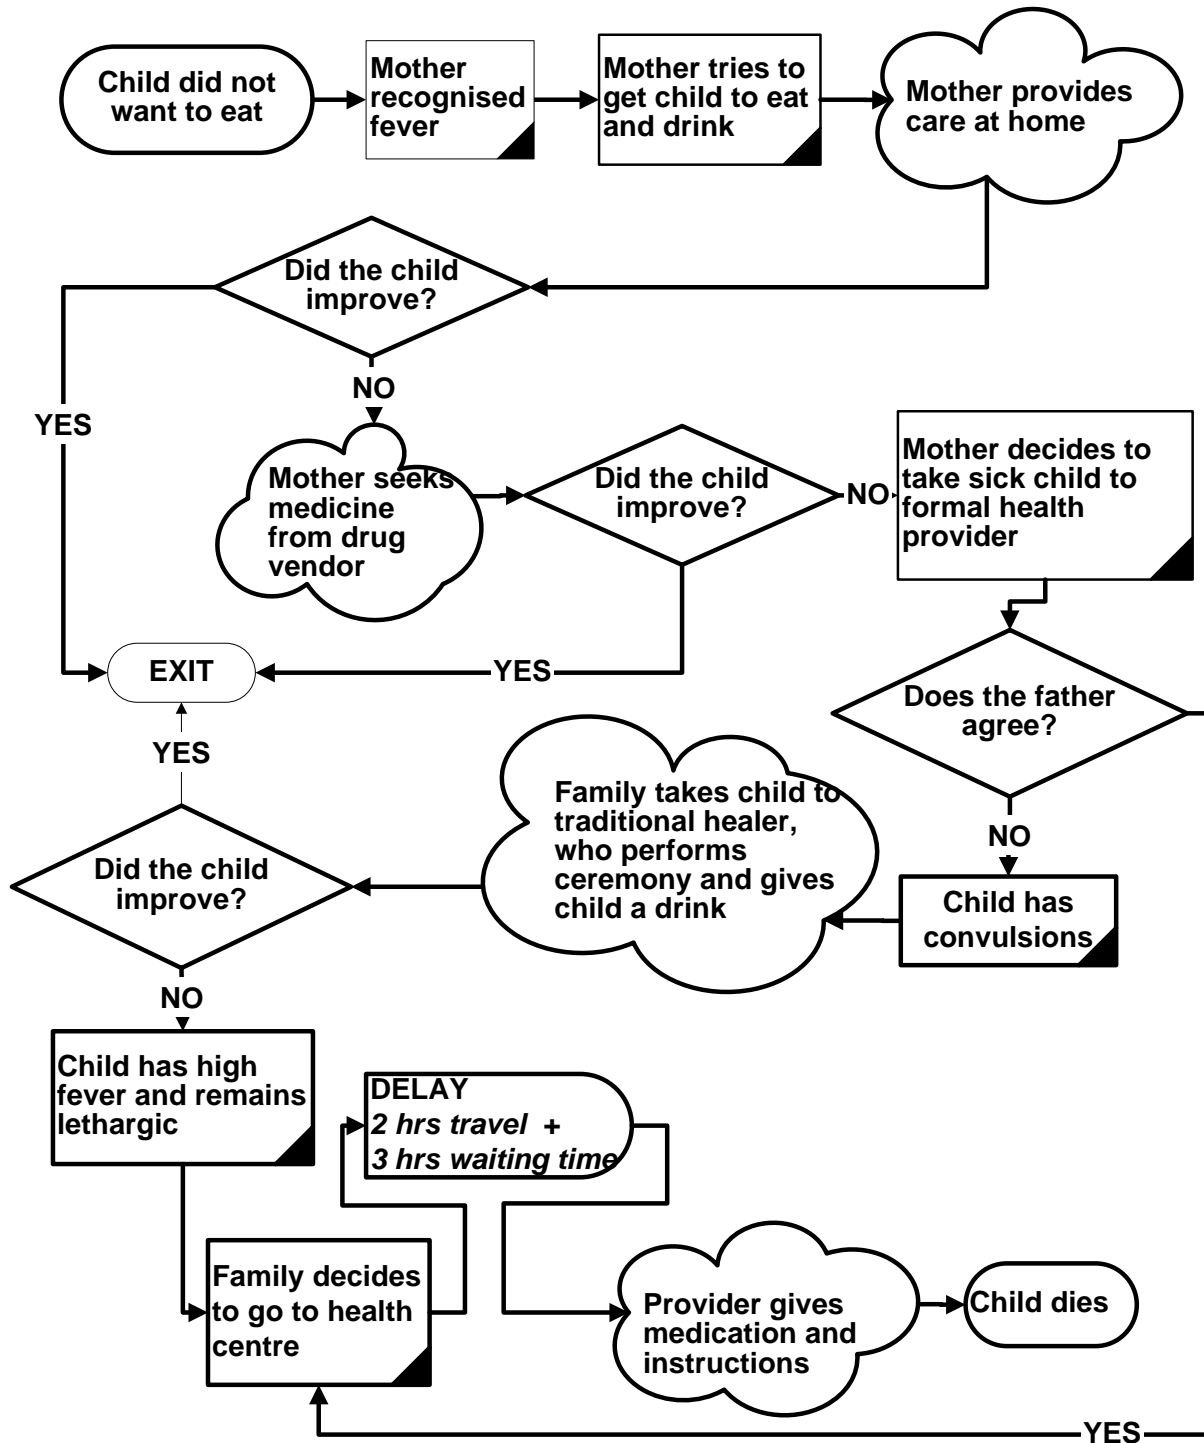 Child did not
want to eat
Mother
recognised
fever
Mother tries to
get child to eat
and drink
Mother provides
care at home
Did the child
improve?
NO
YES
Mother seeks
medicine
from drug
vendor
Did the child
improve?
NO
Mother decides to
take sick child to
formal health
provider
EXIT
YES
Does the father
agree?
YES
NO
Family takes child to
traditional healer,
who performs
ceremony and gives
child a drink
Child has
convulsions
Did the child
improve?
NO
Child has high
fever and remains
lethargic
DELAY
2 hrs travel +
3 hrs waiting time
Family decides
to go to health
centre
Provider gives
medication and
instructions
Child dies
YES